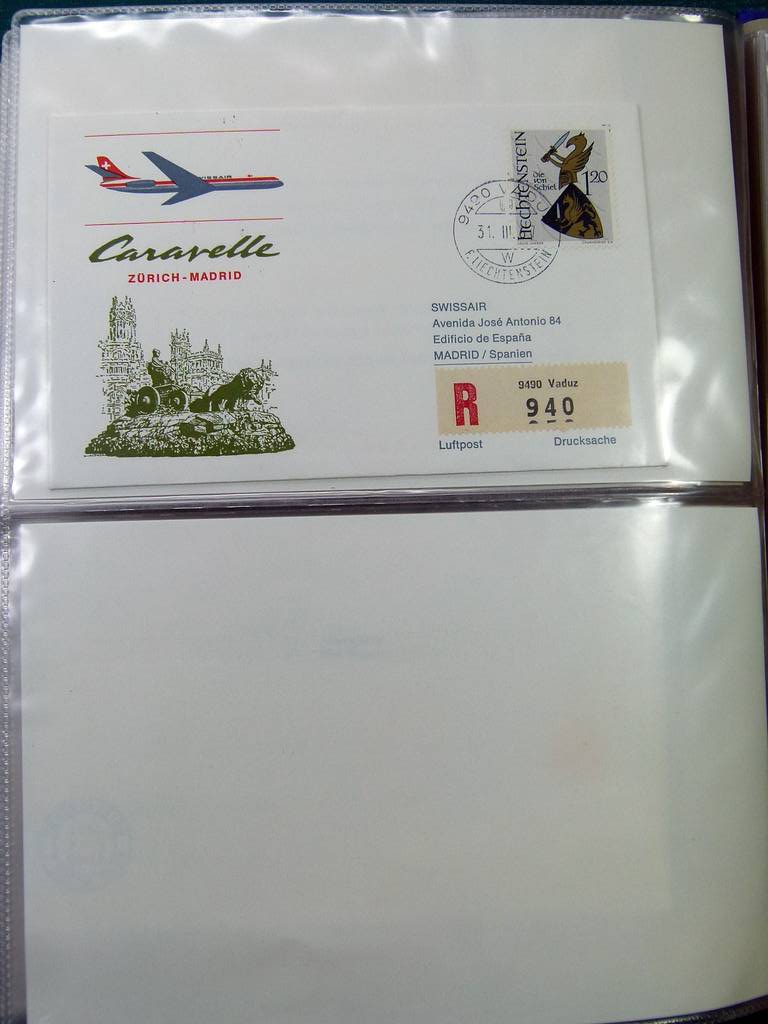 SWISSAIR
Caravelle
ZÜRICH - MADRID
LIECHTENSTEIN
Die
von
Schiel
1.20
9490 VADUZ
31. III.
W
F. LIECHTENSTEIN
SWISSAIR
Avenida José Antonio 84
Edificio de España
MADRID / Spanien
R
9490 Vaduz
940
Luftpost
Drucksache